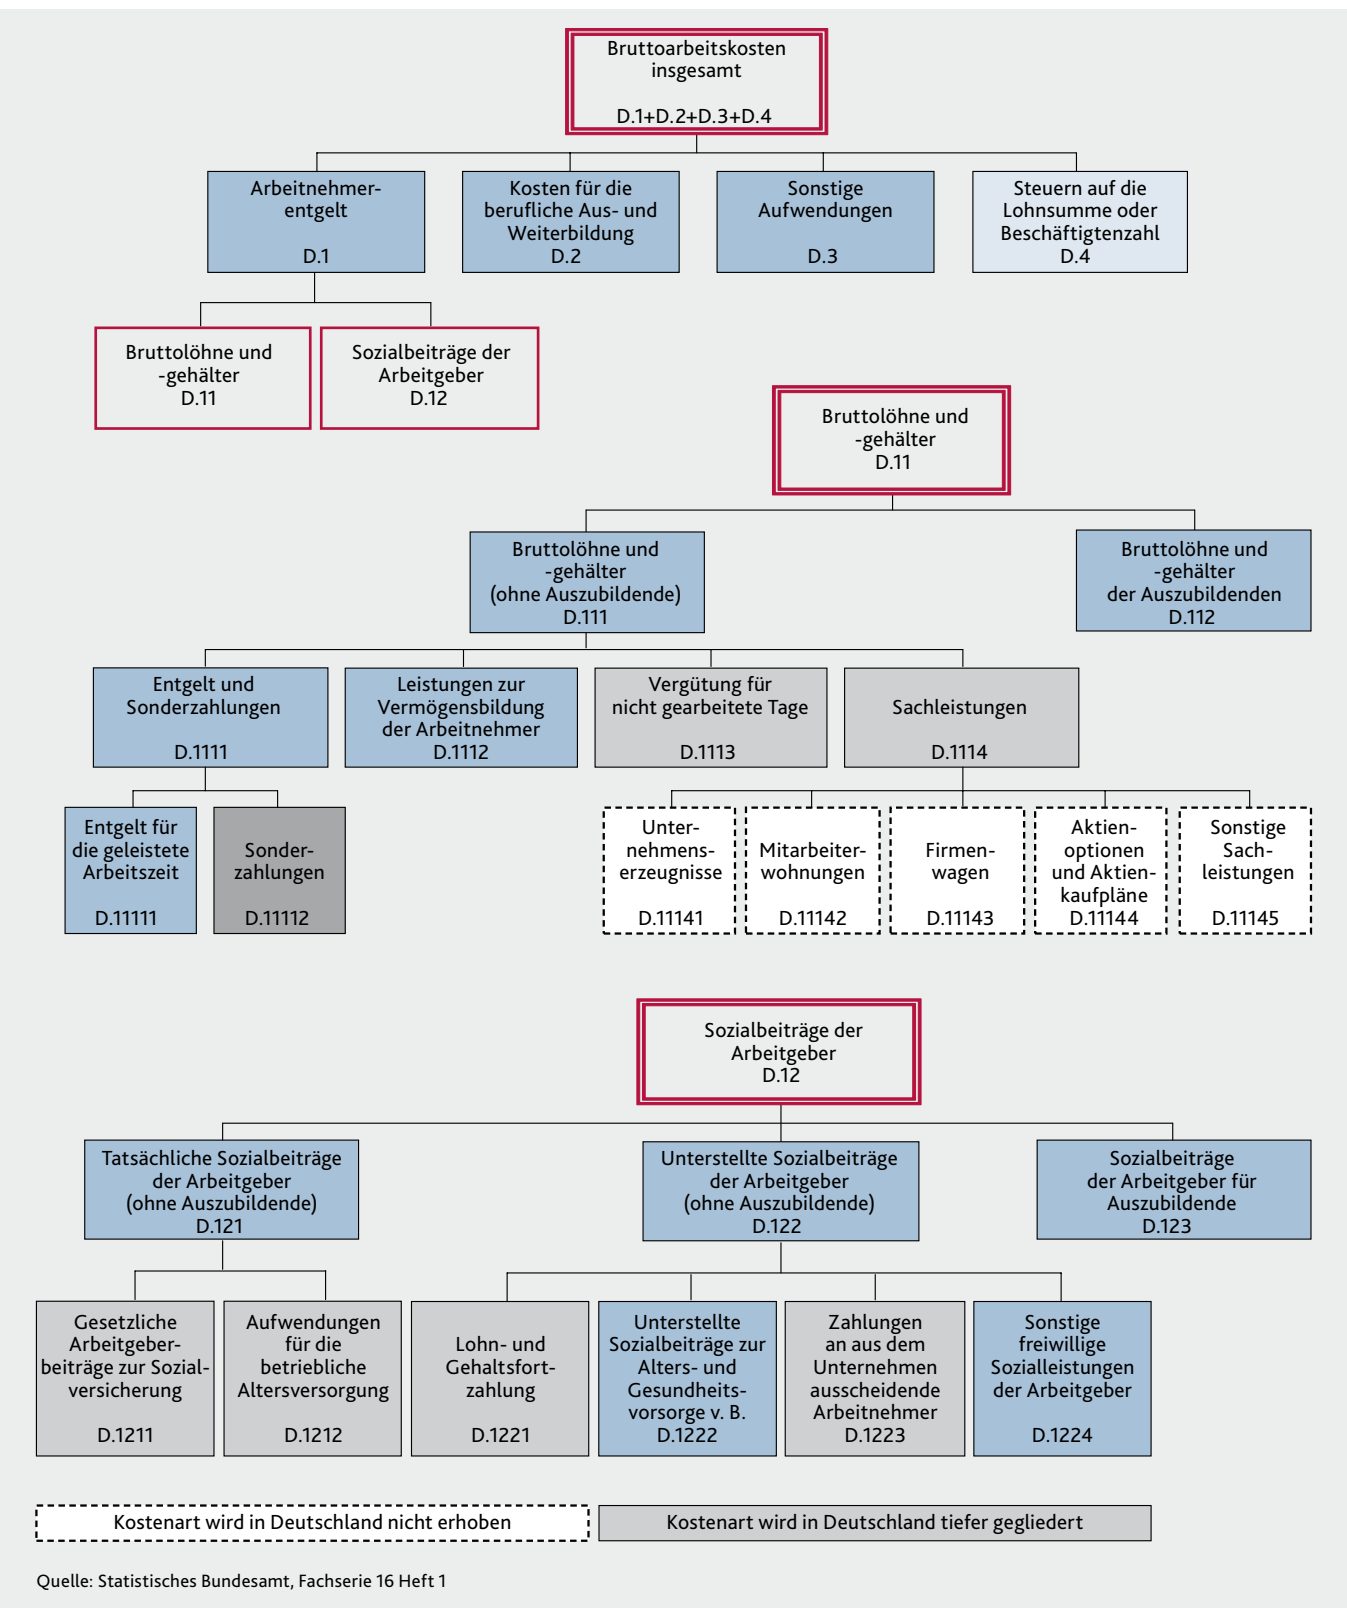 Bruttoarbeitskosten
insgesamt
D.1+D.2+D.3+D.4
Arbeitnehmer-
entgelt
D.1
Kosten für die
berufliche Aus- und
Weiterbildung
D.2
Sonstige
Aufwendungen
D.3
Steuern auf die
Lohnsumme oder
Beschäftigtenzahl
D.4
Bruttolöhne und
-gehälter
D.11
Sozialbeiträge der
Arbeitgeber
D.12
Bruttolöhne und
-gehälter
D.11
Bruttolöhne und
-gehälter
(ohne Auszubildende)
D.111
Bruttolöhne und
-gehälter
der Auszubildenden
D.112
Entgelt und
Sonderzahlungen
D.1111
Leistungen zur
Vermögensbildung
der Arbeitnehmer
D.1112
Vergütung für
nicht gearbeitete Tage
D.1113
Sachleistungen
D.1114
Entgelt für
die geleistete
Arbeitszeit
D.11111
Sonder-
zahlungen
D.11112
Unter-
nehmens-
erzeugnisse
D.11141
Mitarbeiter-
wohnungen
D.11142
Firmen-
wagen
D.11143
Aktien-
optionen
und Aktien-
kaufpläne
D.11144
Sonstige
Sach-
leistungen
D.11145
Sozialbeiträge der
Arbeitgeber
D.12
Tatsächliche Sozialbeiträge
der Arbeitgeber
(ohne Auszubildende)
D.121
Unterstellte Sozialbeiträge
der Arbeitgeber
(ohne Auszubildende)
D.122
Sozialbeiträge
der Arbeitgeber für
Auszubildende
D.123
Gesetzliche
Arbeitgeber-
beiträge zur Sozial-
versicherung
D.1211
Aufwendungen
für die
betriebliche
Altersversorgung
D.1212
Lohn- und
Gehaltsfort-
zahlung
D.1221
Unterstellte
Sozialbeiträge zur
Alters- und
Gesundheits-
vorsorge v. B.
D.1222
Zahlungen
an aus dem
Unternehmen
ausscheidende
Arbeitnehmer
D.1223
Sonstige
freiwillige
Sozialleistungen
der Arbeitgeber
D.1224
Kostenart wird in Deutschland nicht erhoben
Kostenart wird in Deutschland tiefer gegliedert
Quelle: Statistisches Bundesamt, Fachserie 16 Heft 1